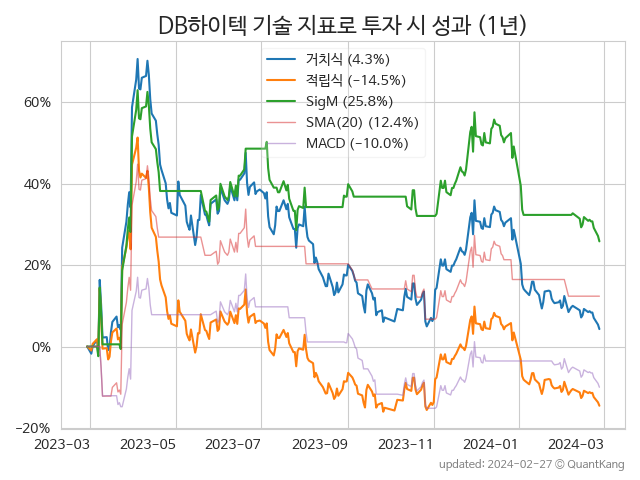 DB하이텍 기술 지표로 투자 시 성과 (1년)
거치식 (4.3%)
적립식 (−14.5%)
SigM (25.8%)
SMA(20) (12.4%)
MACD (−10.0%)
60%
40%
20%
0%
−20%
2023-03 2023-05 2023-07 2023-09 2023-11 2024-01 2024-03
updated: 2024-02-27 © QuantKang